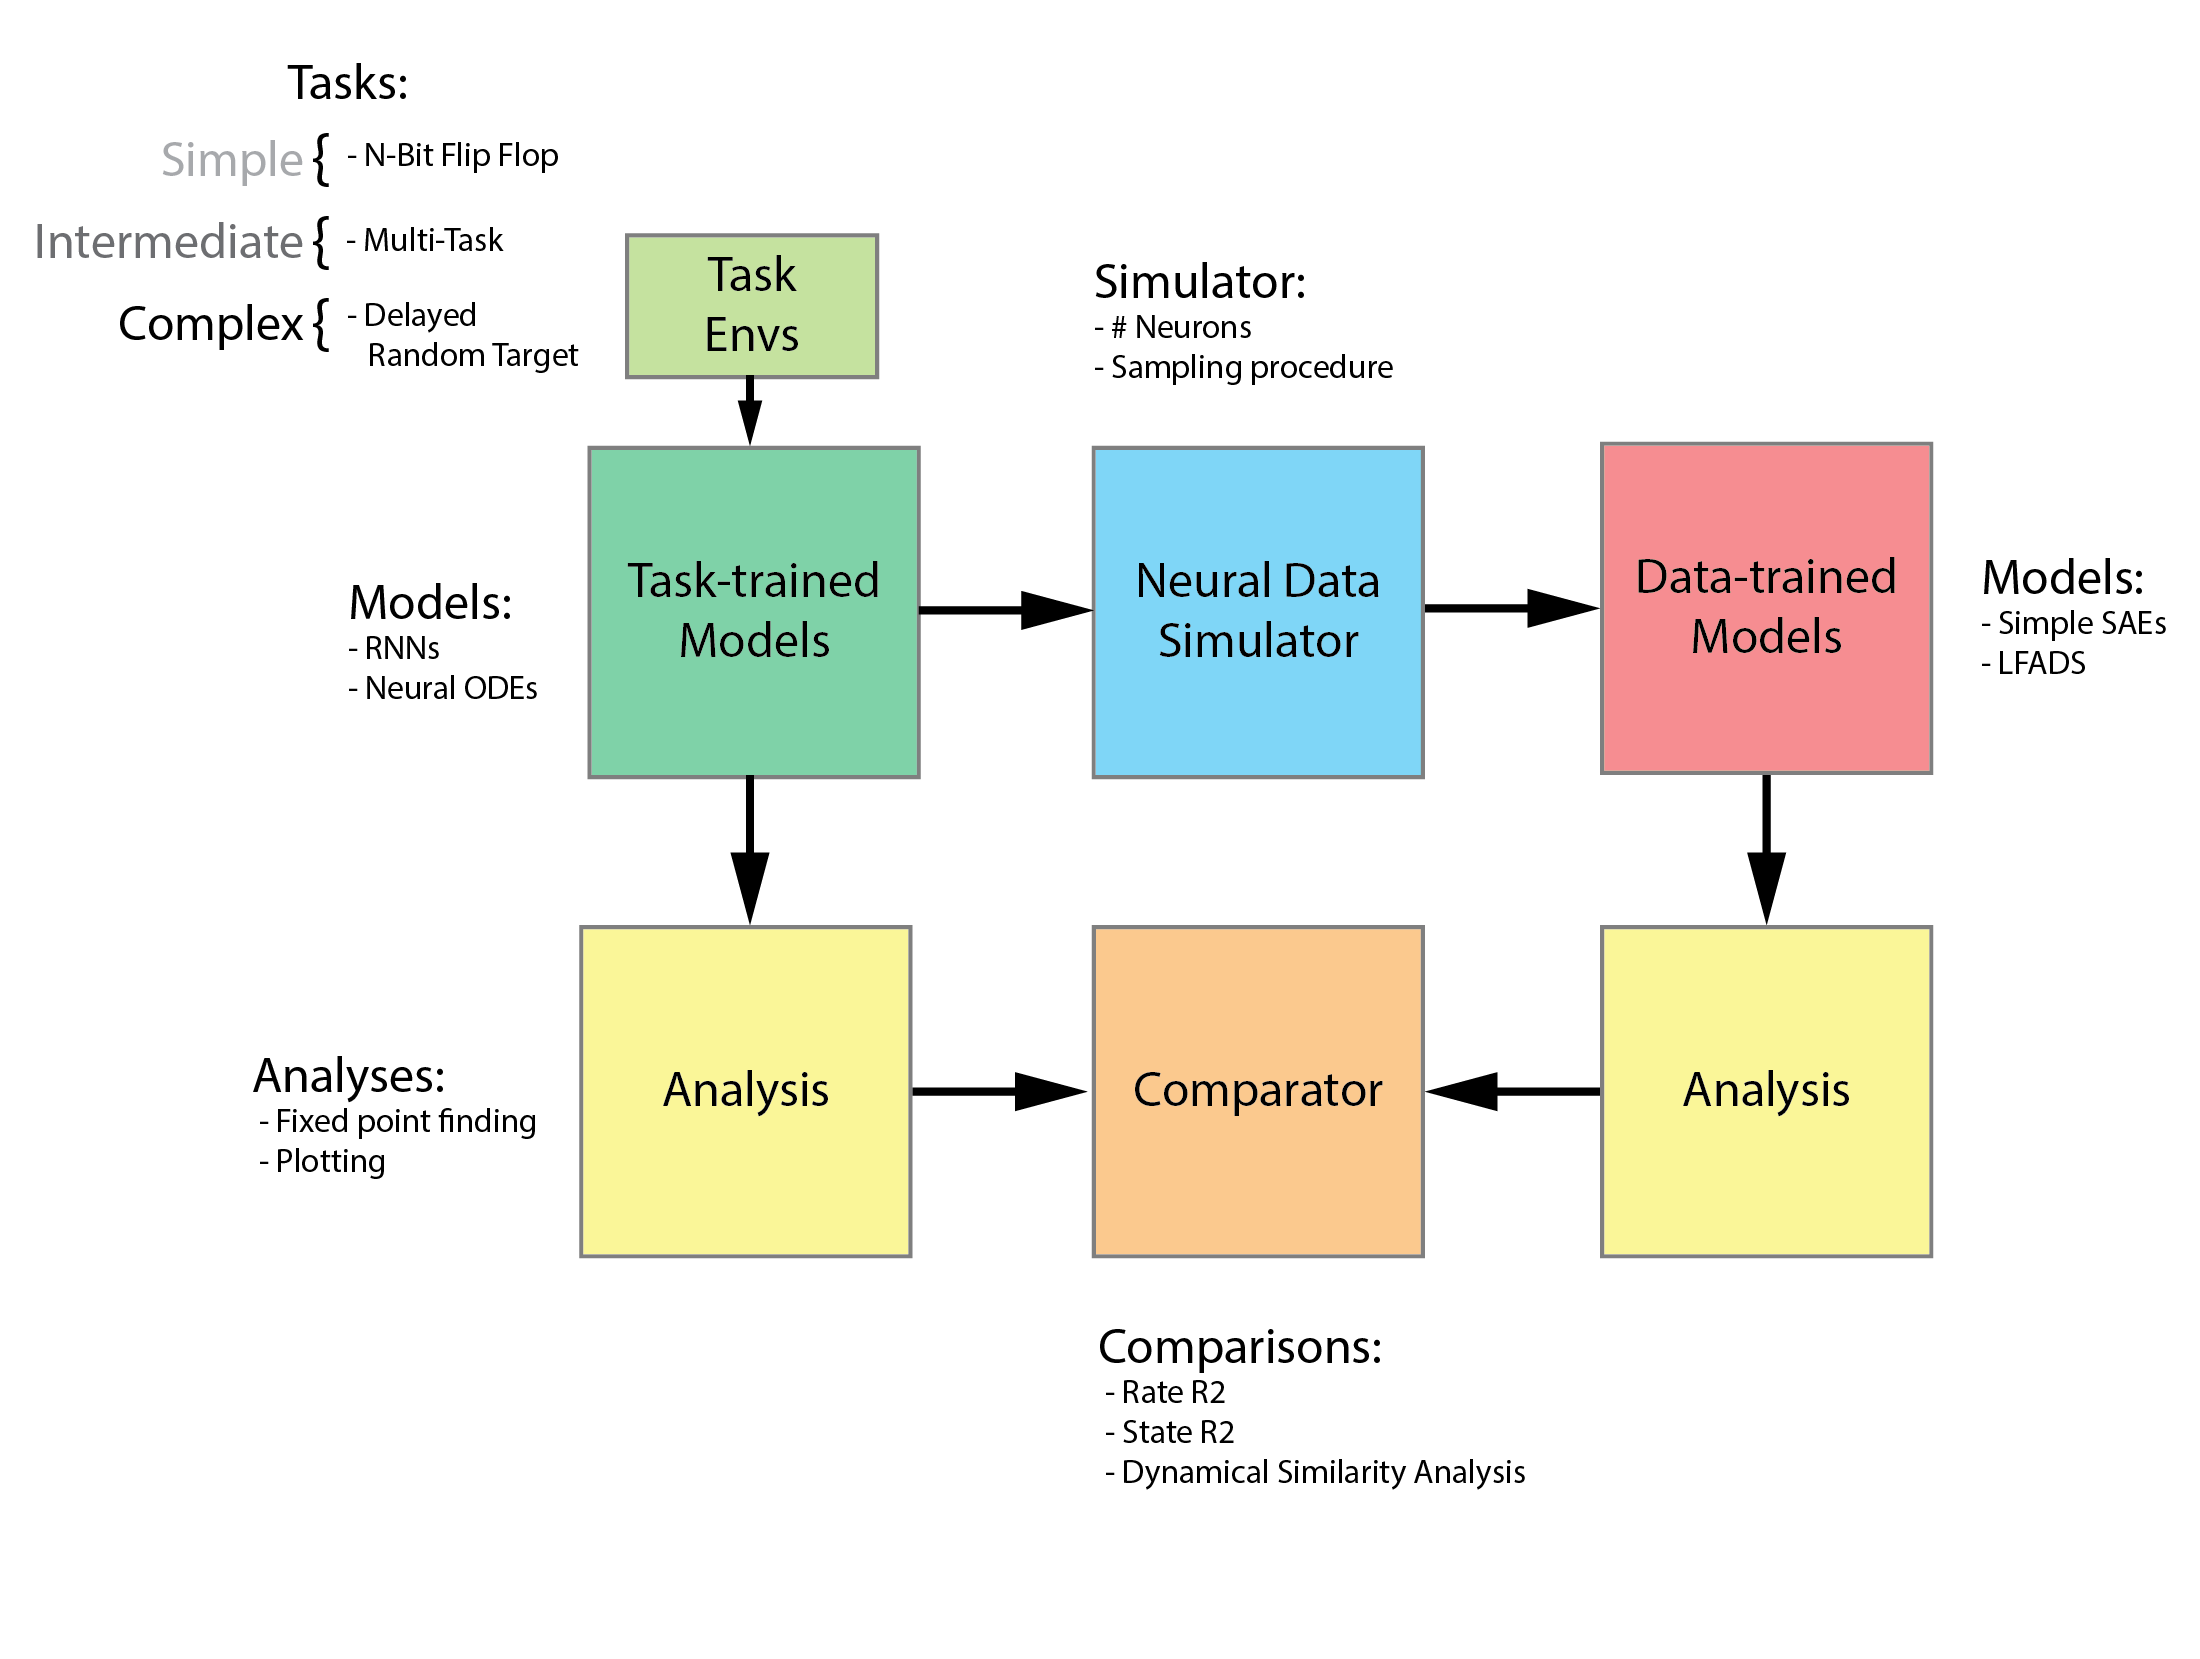 Tasks:
Simple { - N-Bit Flip Flop
Intermediate { - Multi-Task
Complex { - Delayed
Random Target
Task
Envs
Simulator:
- # Neurons
- Sampling procedure
Models:
- RNNs
- Neural ODEs
Task-trained
Models
Neural Data
Simulator
Data-trained
Models
Models:
- Simple SAEs
- LFADS
Analyses:
- Fixed point finding
- Plotting
Analysis
Comparator
Analysis
Comparisons:
- Rate R2
- State R2
- Dynamical Similarity Analysis